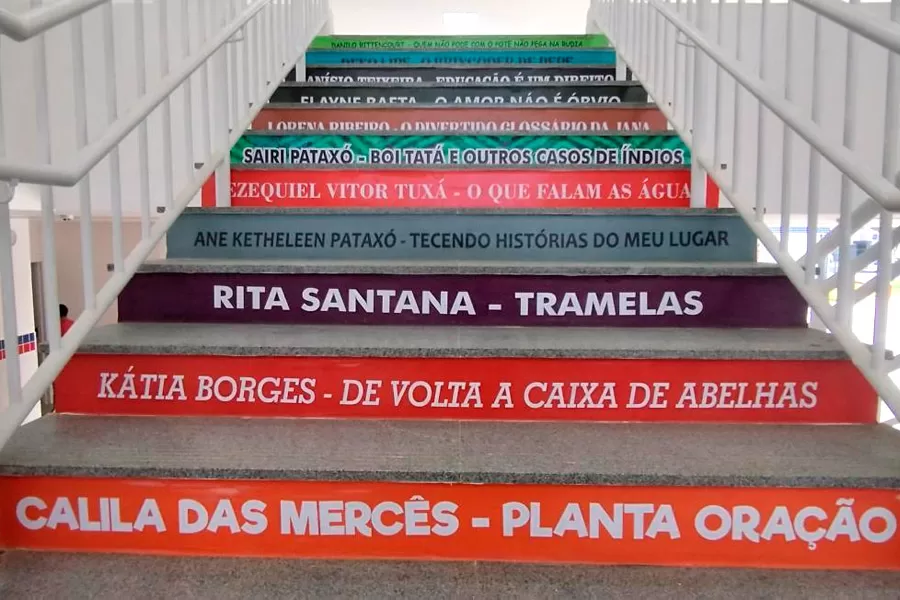 DANILO BITTENCOURT - QUEM NÃO PODE COM O POTE NÃO PEGA NA RUDIA
ANÍSIO TEIXEIRA - EDUCAÇÃO É UM DIREITO
ELAYNE BAETA - O AMOR NÃO É ÓBVIO
LORENA RIBEIRO - O DIVERTIDO GLOSSÁRIO DA JANA
SAIRI PATAXÓ - BOI TATÁ E OUTROS CASOS DE ÍNDIOS
EZEQUIEL VITOR TUXÁ - O QUE FALAM AS ÁGUA
ANE KETHELEEN PATAXÓ - TECENDO HISTÓRIAS DO MEU LUGAR
RITA SANTANA - TRAMELAS
KÁTIA BORGES - DE VOLTA A CAIXA DE ABELHAS
CALILA DAS MERCÊS - PLANTA ORAÇÃO